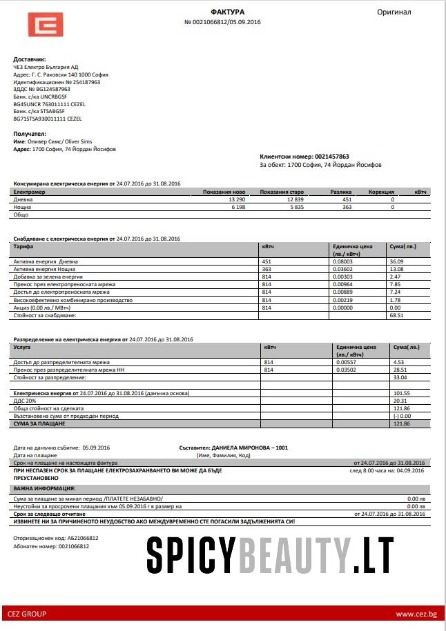 CEZ
ФАКТУРА
Оригинал
№ 0021066812/05.09.2016
Доставчик:
ЧЕЗ Електро България АД
Адрес: Г. С. Раковски 140 1000 София
Идентификационен № 254187963
ЗДДС № BG124587963
Банк. с/ка UNCRBGSF
BG45UNCR 763011111 CEZEL
Банк. с/ка STSABGSF
BG71STSA930011111 CEZEL
Получател:
Име: Оливер Симс/ Oliver Sims
Адрес: 1700 София, 74 Йордан Йосифов
Клиентски номер: 0021457863
За обект: 1700 София, 74 Йордан Йосифов
Консумирана електрическа енергия от 24.07.2016 до 31.08.2016
Електромер Показания ново Показания старо Разлика Корекция кВтч
Дневна 13 290 12 839 451 0
Нощна 6 198 5 835 363 0
Общо
Снабдяване с електрическа енергия от 24.07.2016 до 31.08.2016
Тарифа кВтч Единична цена (лв./ кВтч) Сума( лв.)
Активна енергия Дневна 451 0.08003 36.09
Активна енергия Нощна 363 0.03602 13.08
Добавка за зелена енергия 814 0.00303 2.47
Пренос през електропреносната мрежа 814 0.00964 7.85
Достъп до електропреносната мрежа 814 0.00889 7.24
Високоефективно комбинирано производство 814 0.00219 1.78
Акциз (0.00 лв./ МВтч) 814 0.00000 0.00
Стойност за снабдяване: 68.51
Разпределение на електрическа енергия от 24.07.2016 до 31.08.2016
Услуга кВтч Единична цена (лв./ кВтч) Сума( лв.)
Достъп до разпределителната мрежа 814 0.00557 4.53
Пренос през разпределителната мрежа НН 814 0.03502 28.51
Стойност за разпределение: 33.04
Електрическа енергия от 24.07.2016 до 31.08.2016 (данъчна основа) 101.55
ДДС 20% 20.31
Обща стойност на сделката 121.86
Възстановена сума от предходен период (-) 0.00
СУМА ЗА ПЛАЩАНЕ 121.86
Дата на данъчно събитие: 05.09.2016 Съставител: ДАНИЕЛА МИРОНОВА – 1001
Дата на плащане (Име, Фамилия, Код)
Срок на плащане на настоящата фактура от 24.07.2016 до 31.08.2016
ПРИ НЕСПАЗЕН СРОК ЗА ПЛАЩАНЕ ЕЛЕКТРОЗАХРАНВАНЕТО ВИ МОЖЕ ДА БЪДЕ след 8.00 часа на: 04.09.2016
ПРЕУСТАНОВЕНО
ВАЖНА ИНФОРМАЦИЯ:
Сума за плащане за минал период /ПЛАТЕТЕ НЕЗАБАВНО/ 0.00 лв
Неустойки за просрочени плащания към 05.09.2016 г в размер на 0.00 лв
Срок за следващо отчитане от 24.07.2016 до 31.08.2016
ИЗВИНЕТЕ НИ ЗА ПРИЧИНЕНОТО НЕУДОБСТВО АКО МЕЖДУВРЕМЕННО СТЕ ПОГАСИЛИ ЗАДЪЛЖЕНИЯТА СИ!
Оторизационен код: АБ21066812
Абонатен номер: 0021066812
SPICYBEAUTY.LT
CEZ GROUP
www.cez.bg